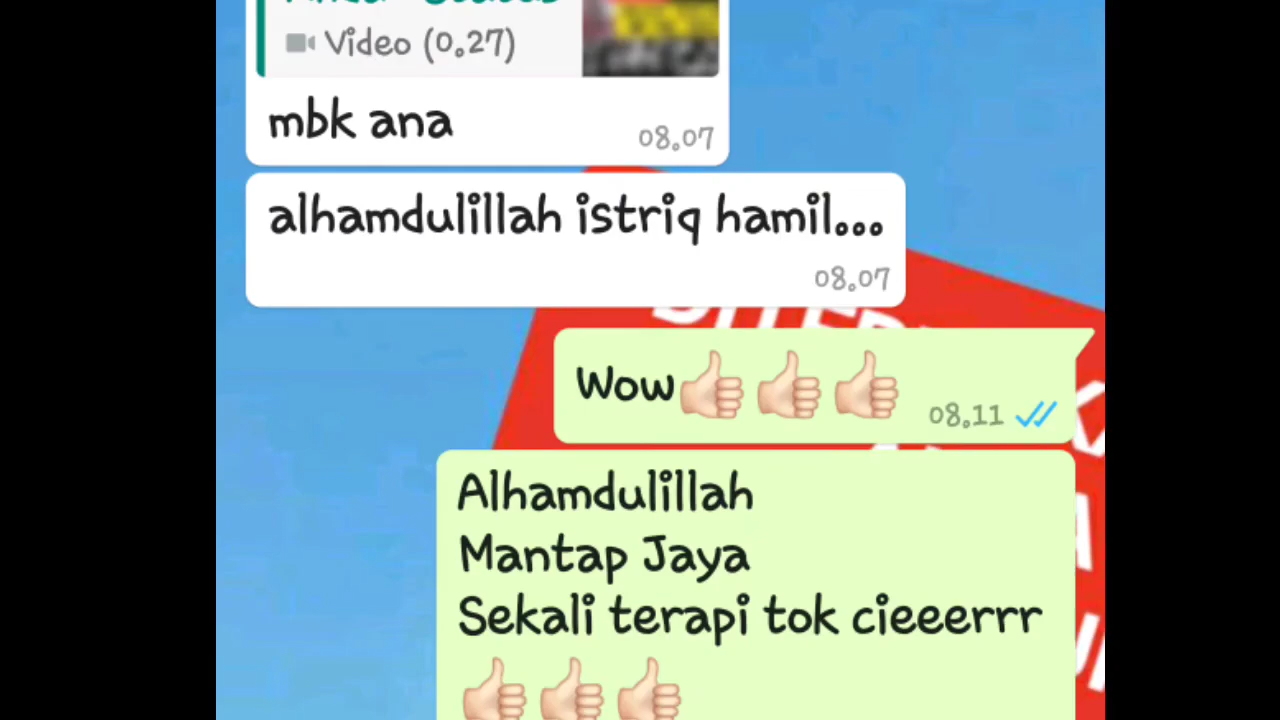 Video (0.27)
mbk ana
08.07
alhamdulillah istriq hamil...
08.07
Wow👍🏻👍🏻👍🏻
08.11
Alhamdulillah
Mantap Jaya
Sekali terapi tok cieeerrr
👍🏻👍🏻👍🏻